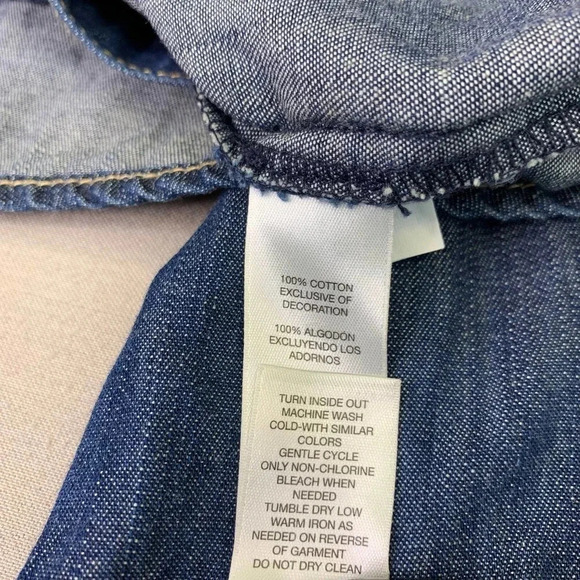 100% COTTON
EXCLUSIVE OF
DECORATION
100% ALGODON
EXCLUYENDO LOS
ADORNOS
TURN INSIDE OUT
MACHINE WASH
COLD-WITH SIMILAR
COLORS
GENTLE CYCLE
ONLY NON-CHLORINE
BLEACH WHEN
NEEDED
TUMBLE DRY LOW
WARM IRON AS
NEEDED ON REVERSE
OF GARMENT
DO NOT DRY CLEAN